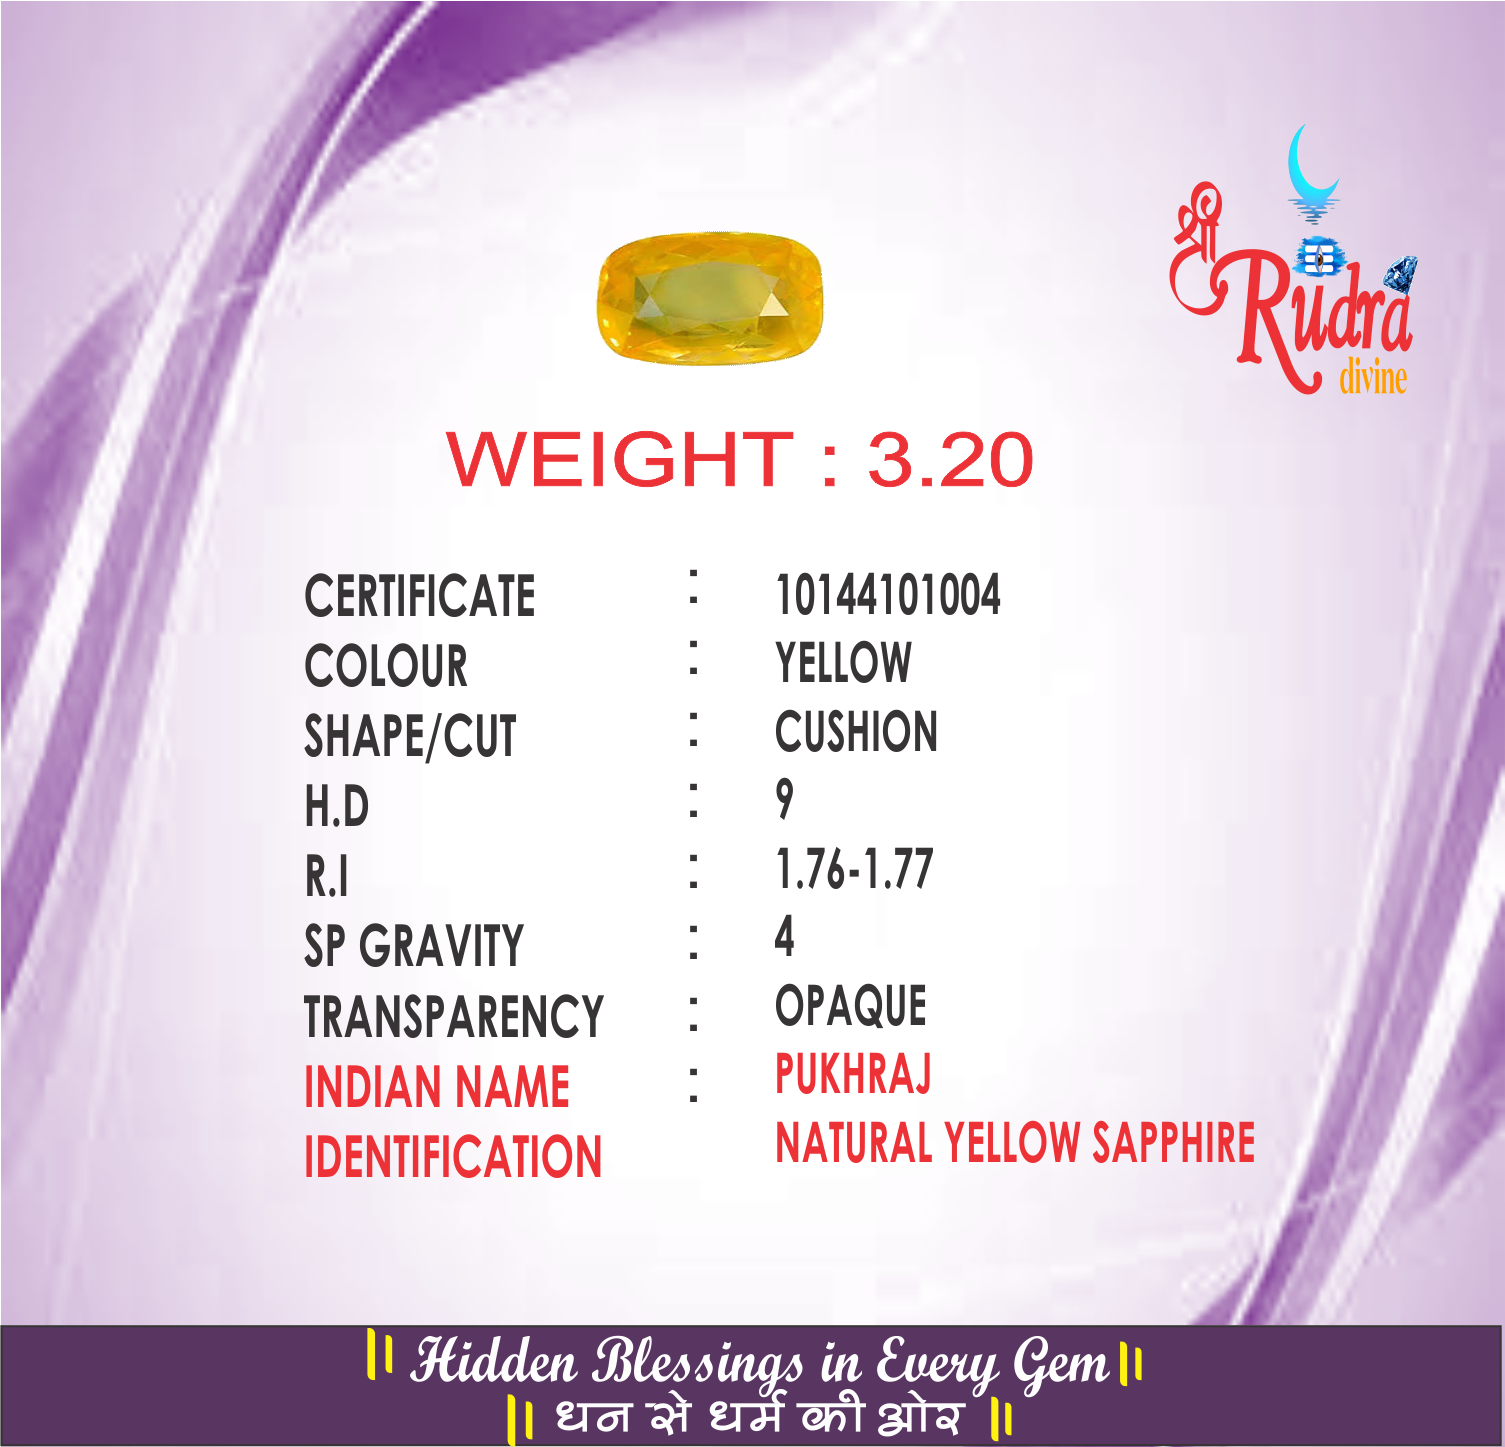 श्री
Rudra
divine
WEIGHT : 3.20
CERTIFICATE : 10144101004
COLOUR : YELLOW
SHAPE/CUT : CUSHION
H.D : 9
R.I : 1.76-1.77
SP GRAVITY : 4
TRANSPARENCY : OPAQUE
INDIAN NAME : PUKHRAJ
IDENTIFICATION NATURAL YELLOW SAPPHIRE
|| Hidden Blessings in Every Gem ||
|| धन से धर्म की ओर ||